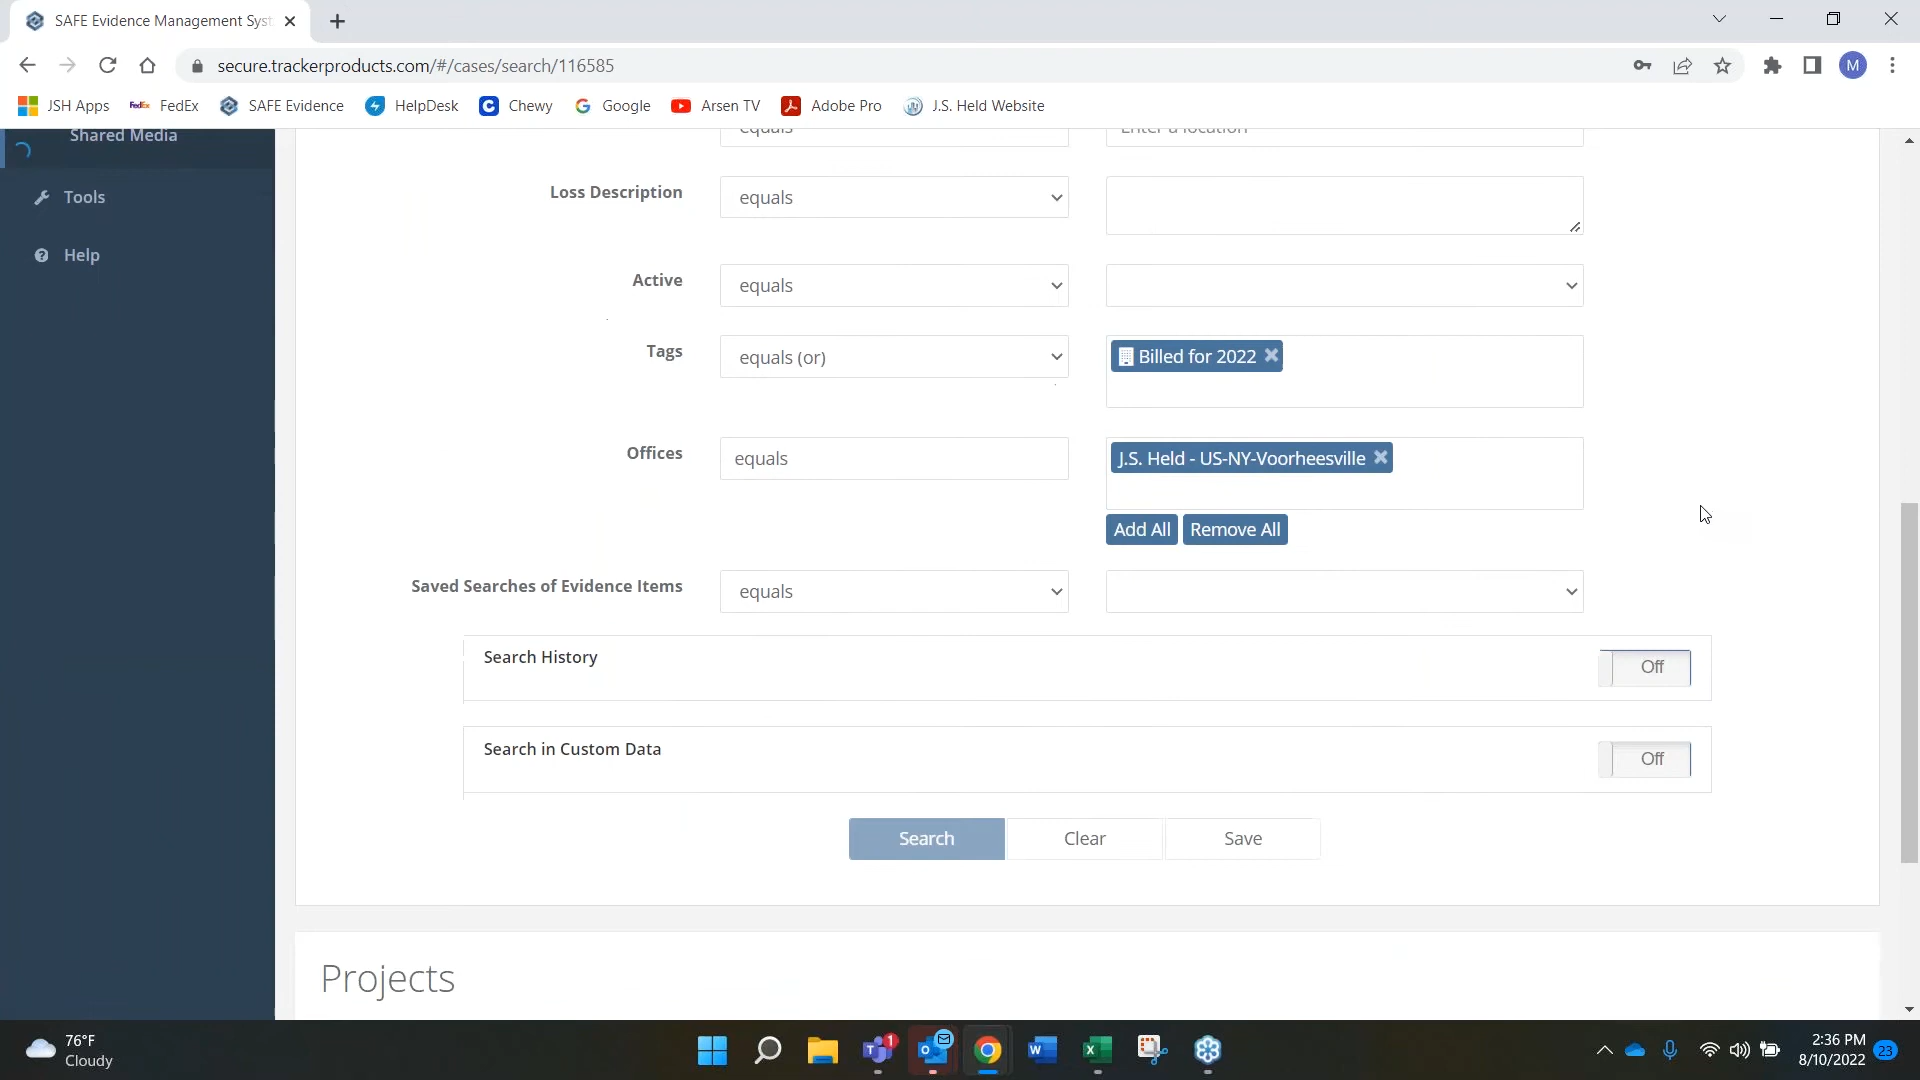 SAFE Evidence Management Syst
secure.trackerproducts.com/#/cases/search/116585
M
JSH Apps
FedEx FedEx
SAFE Evidence
HelpDesk
Chewy
Google
Arsen TV
Adobe Pro
J.S. Held Website
Shared Media
equals
Enter a location
Tools
Help
Loss Description
equals
Active
equals
Tags
equals (or)
Billed for 2022
Offices
equals
J.S. Held - US-NY-Voorheesville
Add All
Remove All
Saved Searches of Evidence Items
equals
Search History
Off
Search in Custom Data
Off
Search
Clear
Save
Projects
76°F
Cloudy
1
2:36 PM
8/10/2022
23